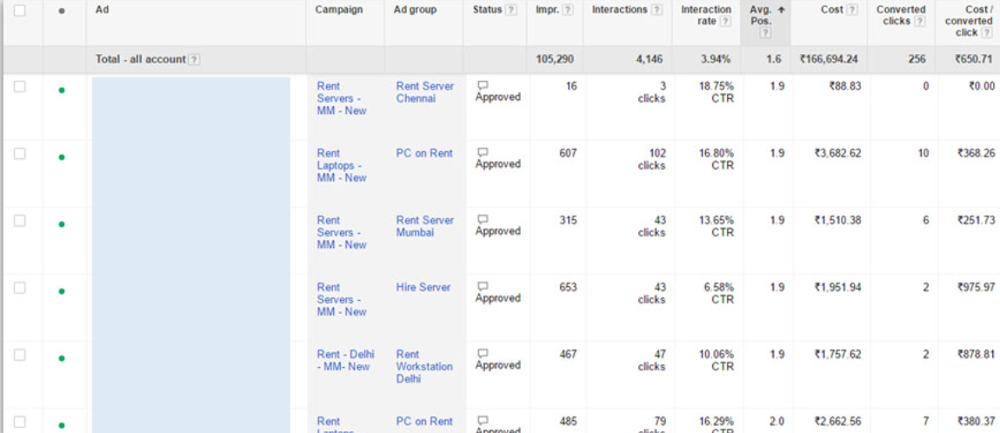 Ad Campaign Ad group Status ? Impr. ? Interactions ? Interaction rate ? Avg. Pos. ? Cost ? Converted clicks ? Cost / converted click ?
Total - all account ? 105,290 4,146 3.94% 1.6 ₹166,694.24 256 ₹650.71
Rent Rent Server 16 3 18.75% 1.9 ₹88.83 0 ₹0.00
Servers - Chennai Approved clicks CTR
MM - New
Rent PC on Rent 607 102 16.80% 1.9 ₹3,682.62 10 ₹368.26
Laptops - Approved clicks CTR
MM - New
Rent Rent Server 315 43 13.65% 1.9 ₹1,510.38 6 ₹251.73
Servers - Mumbai Approved clicks CTR
MM - New
Rent Hire Server 653 43 6.58% 1.9 ₹1,951.94 2 ₹975.97
Servers - Approved clicks CTR
MM - New
Rent - Delhi Rent 467 47 10.06% 1.9 ₹1,757.62 2 ₹878.81
- MM- New Workstation Approved clicks CTR
Delhi
Rent PC on Rent 485 79 16.29% 2.0 ₹2,662.56 7 ₹380.37